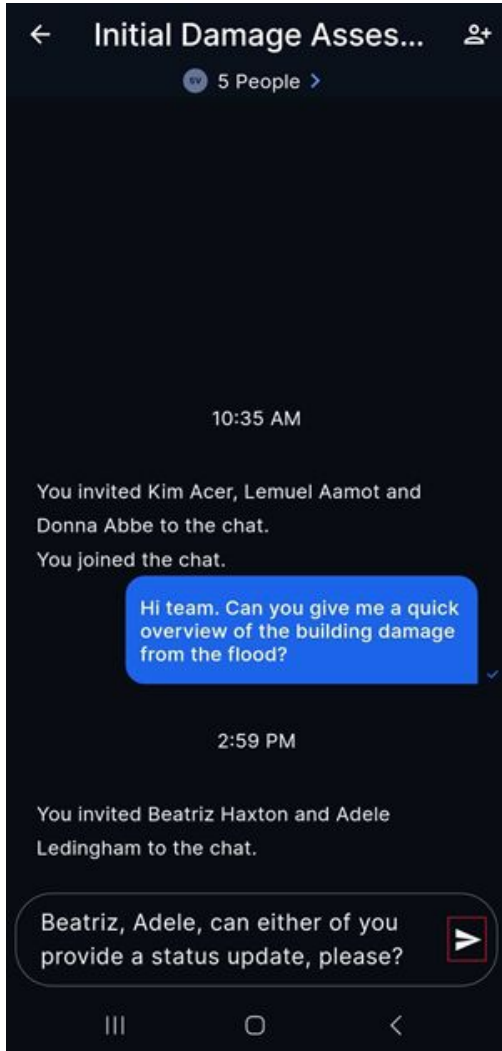 Initial Damage Asses...
SV 5 People
10:35 AM
You invited Kim Acer, Lemuel Aamot and
Donna Abbe to the chat.
You joined the chat.
Hi team. Can you give me a quick
overview of the building damage
from the flood?
2:59 PM
You invited Beatriz Haxton and Adele
Ledingham to the chat.
Beatriz, Adele, can either of you
provide a status update, please?